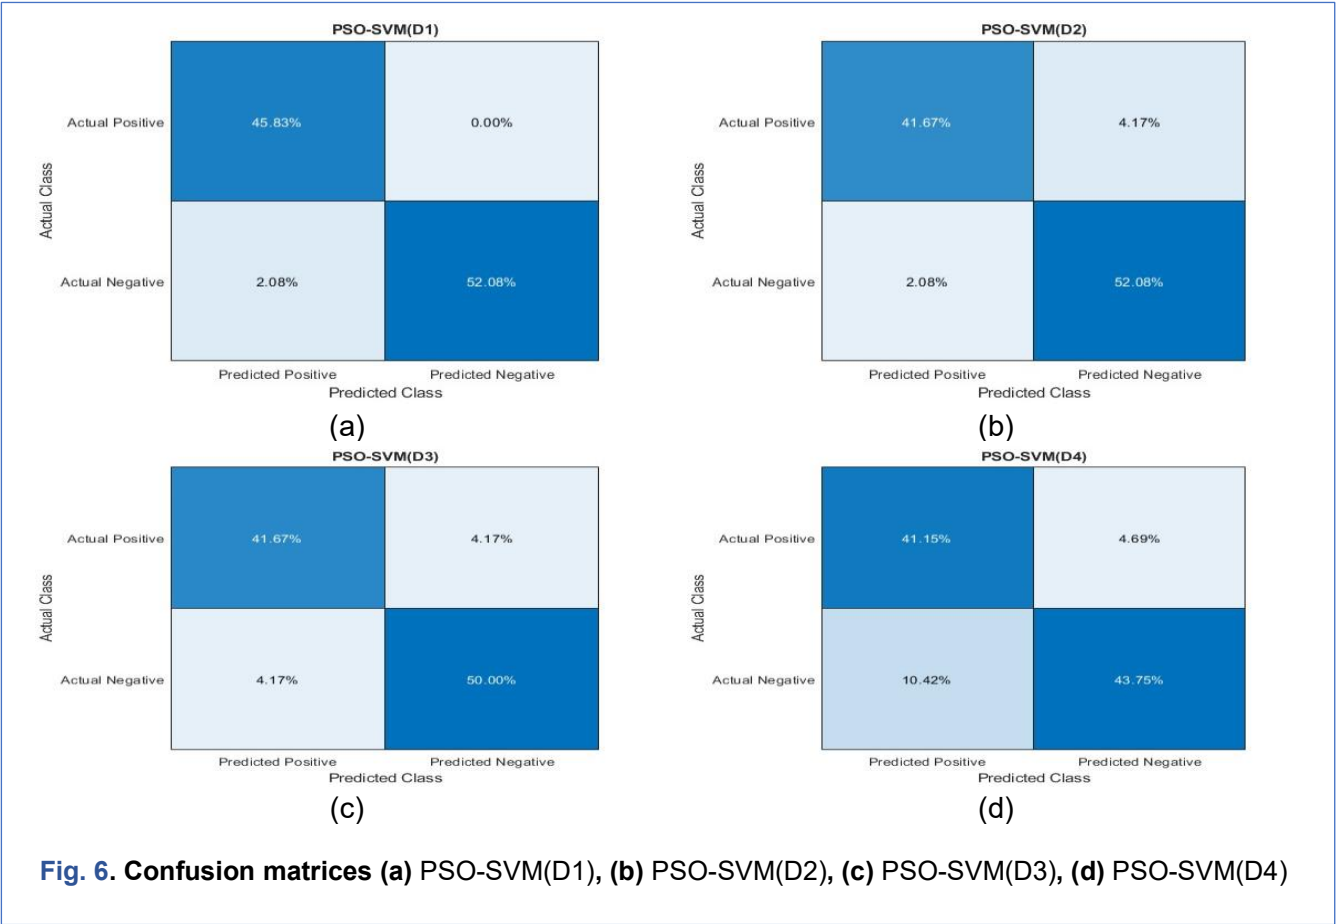 PSO-SVM(D1)
Actual Positive
45.83%
0.00%
Actual Class
Actual Negative
2.08%
52.08%
Predicted Positive
Predicted Negative
Predicted Class
(a)
PSO-SVM(D2)
Actual Positive
41.67%
4.17%
Actual Class
Actual Negative
2.08%
52.08%
Predicted Positive
Predicted Negative
Predicted Class
(b)
PSO-SVM(D3)
Actual Positive
41.67%
4.17%
Actual Class
Actual Negative
4.17%
50.00%
Predicted Positive
Predicted Negative
Predicted Class
(c)
PSO-SVM(D4)
Actual Positive
41.15%
4.69%
Actual Class
Actual Negative
10.42%
43.75%
Predicted Positive
Predicted Negative
Predicted Class
(d)
Fig. 6. Confusion matrices (a) PSO-SVM(D1), (b) PSO-SVM(D2), (c) PSO-SVM(D3), (d) PSO-SVM(D4)